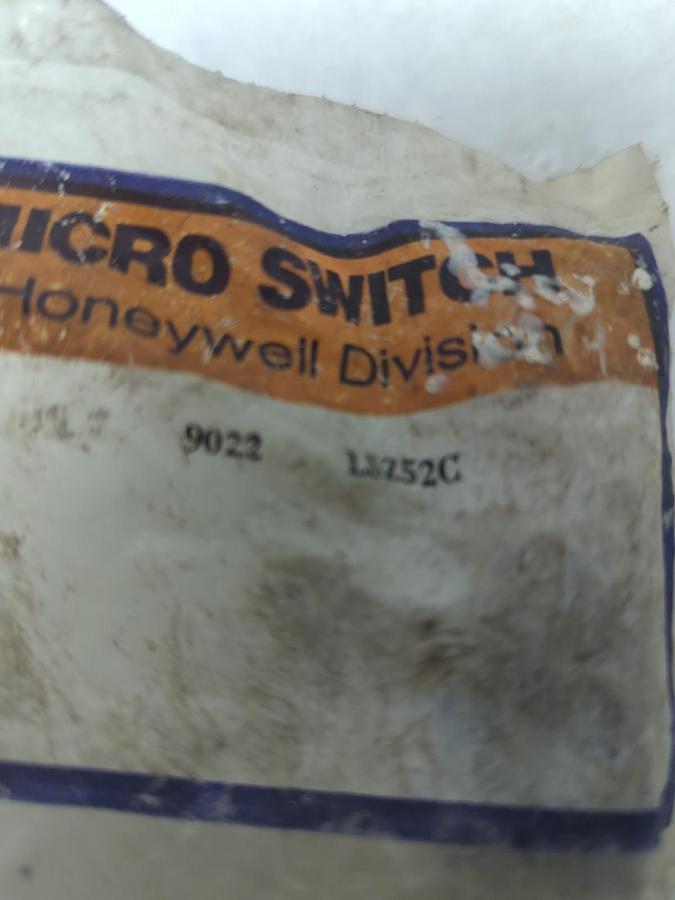 MICRO SWITCH
Honeywell Division
9022